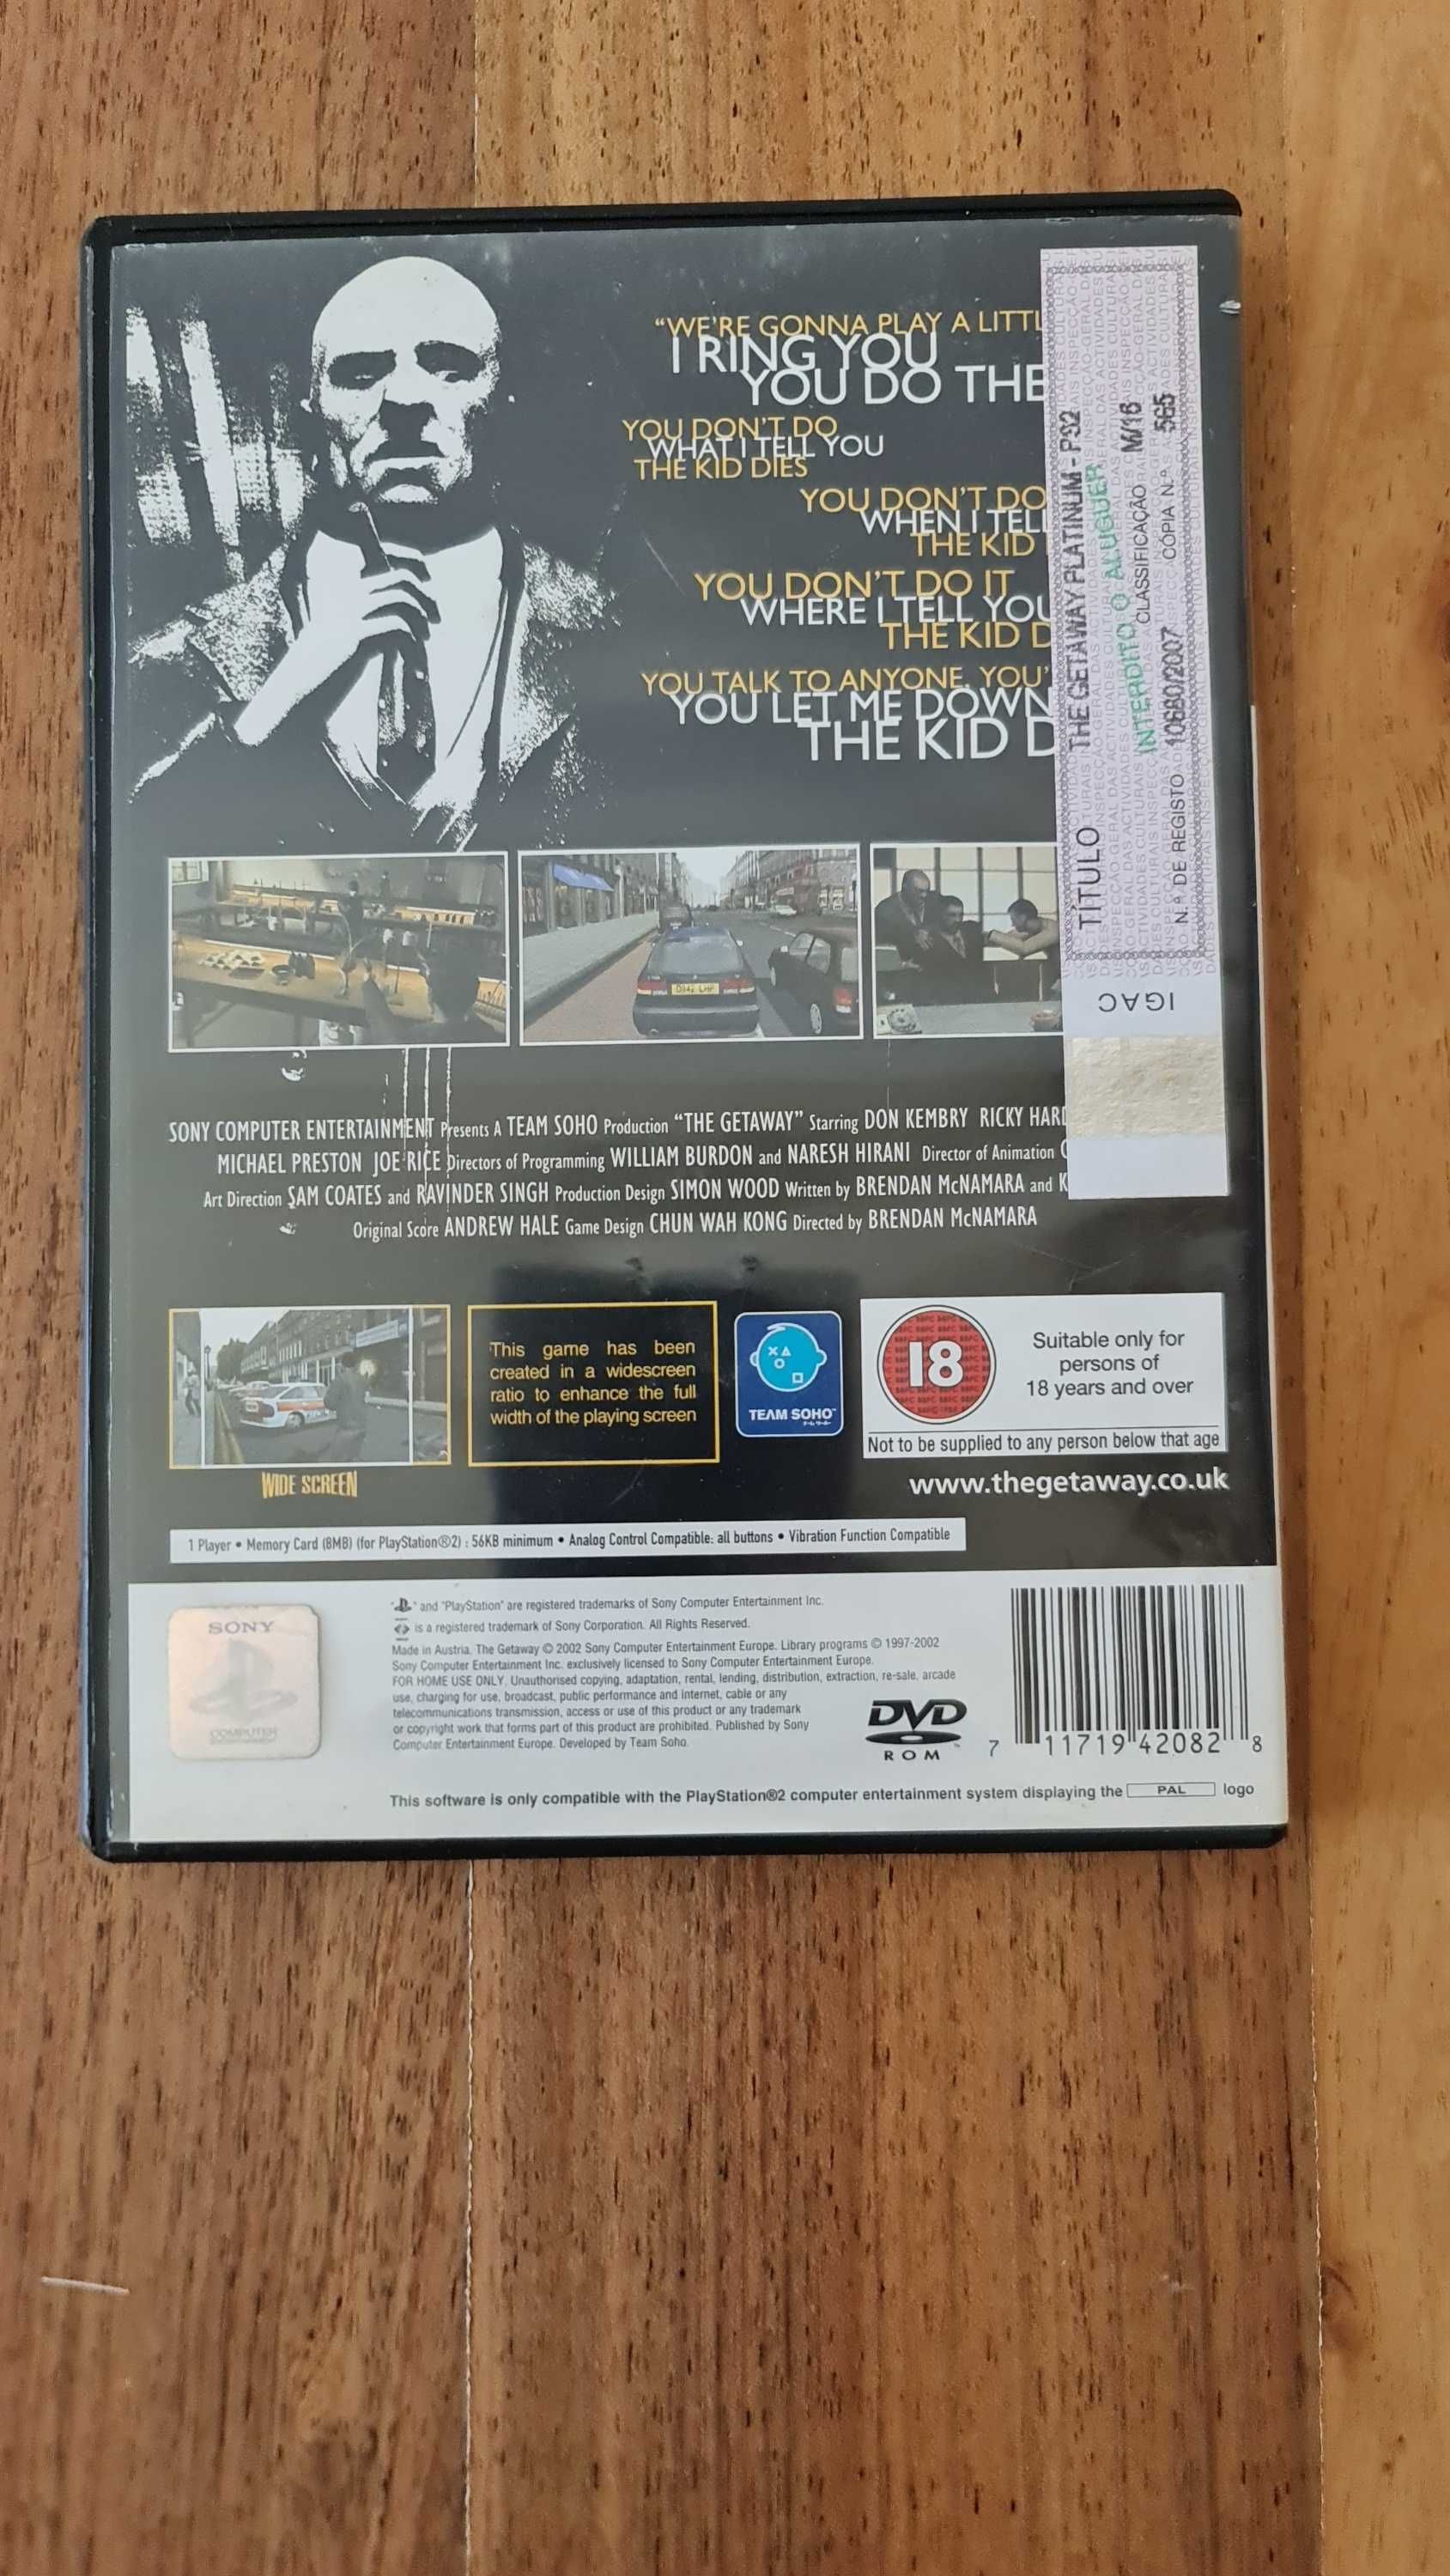 “WE'RE GONNA PLAY A LITTL
I RING YOU
YOU DO THE
YOU DON'T DO
WHAT I TELL YOU
THE KID DIES
YOU DON'T DO
WHEN I TELL
THE KID
YOU DON'T DO IT
WHERE I TELL YOU
THE KID D
YOU TALK TO ANYONE, YOU'
YOU LET ME DOWN
THE KID D
TÍTULO THE GETAWAY PLATINUM - PS2
INTERDITO O ALUGUER
CLASSIFICAÇÃO M/16
N.º DE REGISTO 10680/2007 CÓPIA N.º 565
IGAC
SONY COMPUTER ENTERTAINMENT Presents A TEAM SOHO Production “THE GETAWAY” Starring DON KEMBRY RICKY HARD
MICHAEL PRESTON JOE RICE Directors of Programming WILLIAM BURDON and NARESH HIRANI Director of Animation
Art Direction SAM COATES and RAVINDER SINGH Production Design SIMON WOOD Written by BRENDAN McNAMARA and K
Original Score ANDREW HALE Game Design CHUN WAH KONG Directed by BRENDAN McNAMARA
WIDE SCREEN
This game has been
created in a widescreen
ratio to enhance the full
width of the playing screen
TEAM SOHO™
18
Suitable only for
persons of
18 years and over
Not to be supplied to any person below that age
www.thegetaway.co.uk
1 Player • Memory Card (8MB) (for PlayStation®2) : 56KB minimum • Analog Control Compatible: all buttons • Vibration Function Compatible
SONY
COMPUTER
" " and "PlayStation" are registered trademarks of Sony Computer Entertainment Inc.
is a registered trademark of Sony Corporation. All Rights Reserved.
Made in Austria. The Getaway © 2002 Sony Computer Entertainment Europe. Library programs © 1997-2002
Sony Computer Entertainment Inc. exclusively licensed to Sony Computer Entertainment Europe.
FOR HOME USE ONLY. Unauthorised copying, adaptation, rental, lending, distribution, extraction, re-sale, arcade
use, charging for use, broadcast, public performance and internet, cable or any
telecommunications transmission, access or use of this product or any trademark
or copyright work that forms part of this product are prohibited. Published by Sony
Computer Entertainment Europe. Developed by Team Soho.
DVD
ROM
7 11719 42082 8
This software is only compatible with the PlayStation®2 computer entertainment system displaying the PAL logo